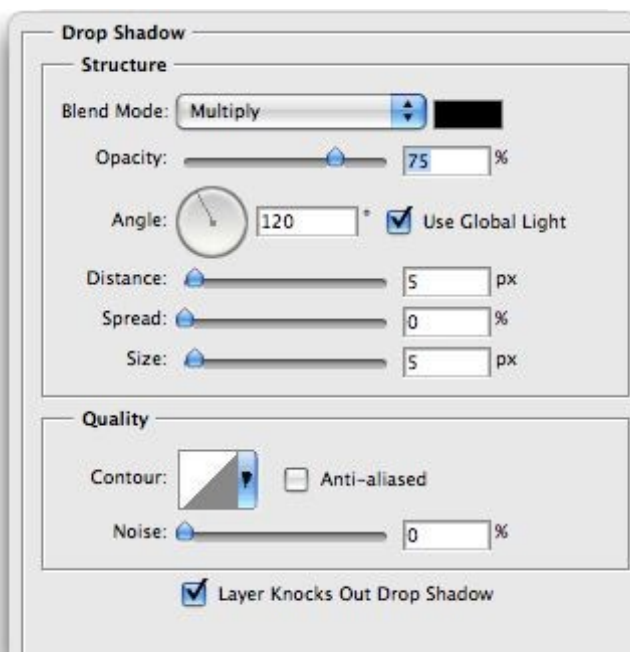 Drop Shadow
Structure
Blend Mode: Multiply
Opacity: 75 %
Angle: 120 ° Use Global Light
Distance: 5 px
Spread: 0 %
Size: 5 px
Quality
Contour: Anti-aliased
Noise: 0 %
Layer Knocks Out Drop Shadow